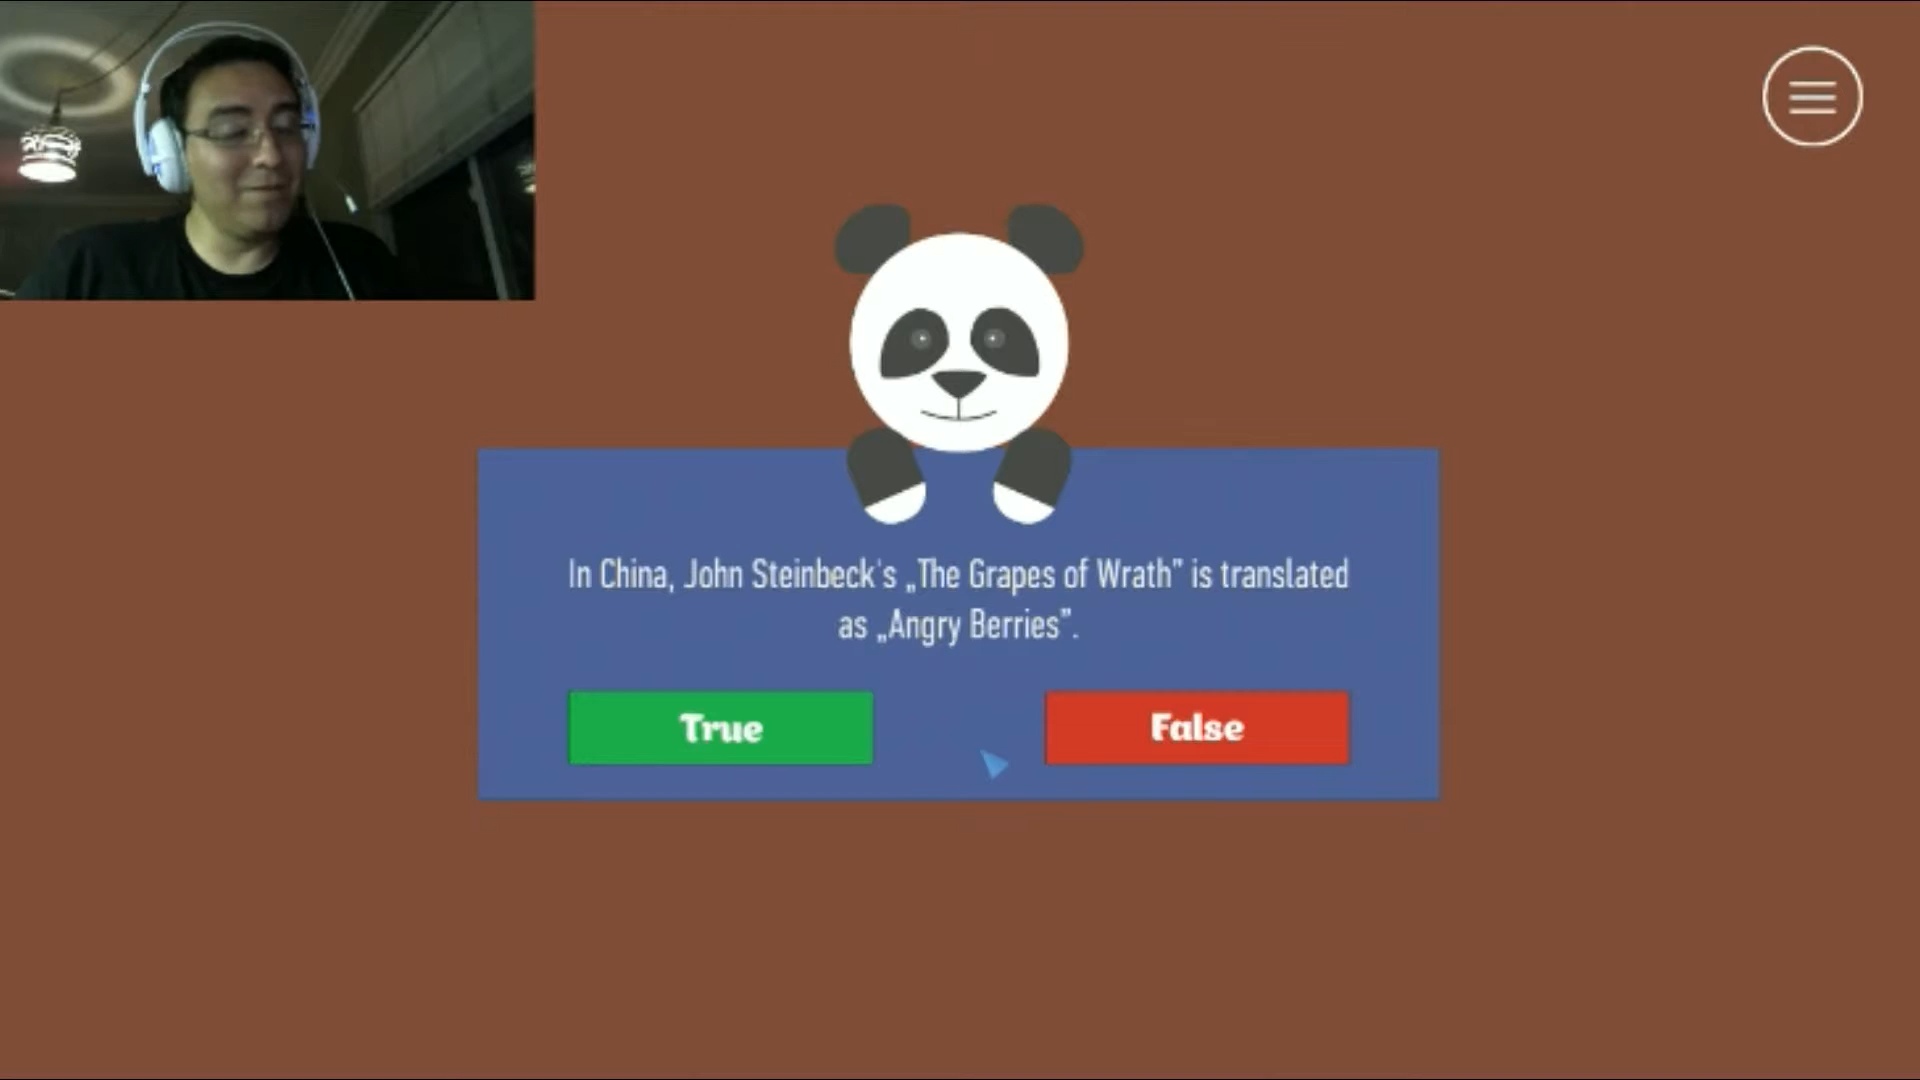 In China, John Steinbeck's „The Grapes of Wrath” is translated
as „Angry Berries”.
True
False